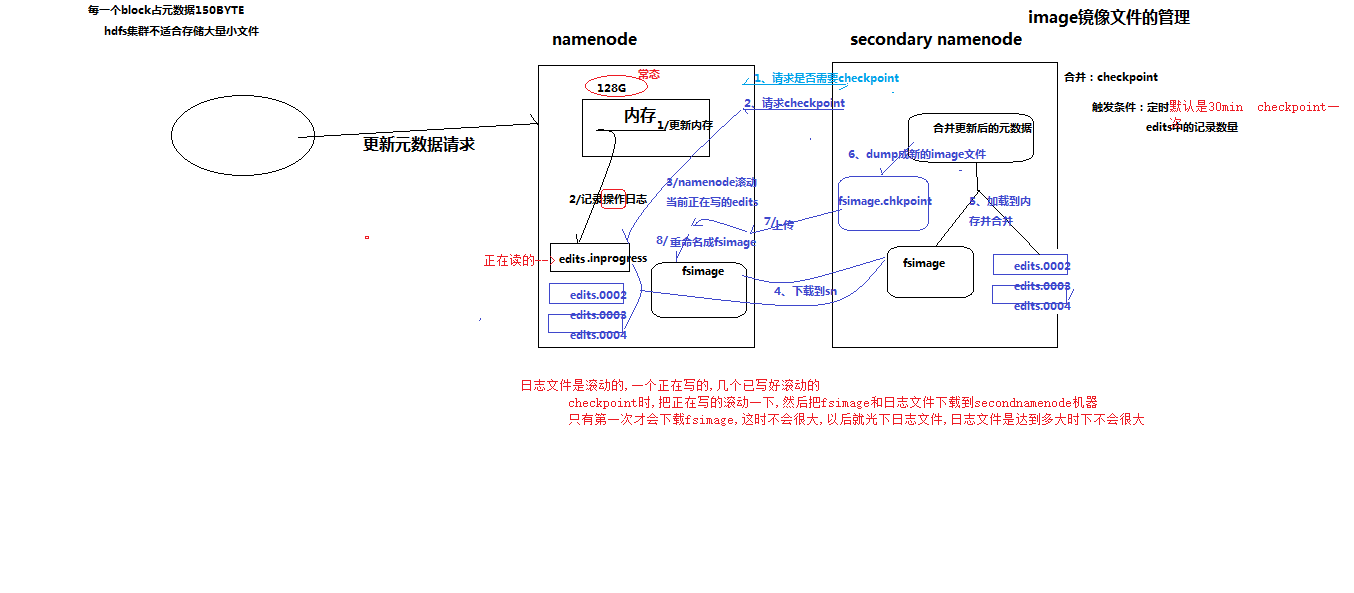 每一个block占元数据150BYTE
hdfs集群不适合存储大量小文件
image镜像文件的管理
namenode
secondary namenode
常态
128G
内存
1/更新内存
更新元数据请求
2/记录操作日志
正在读的--> edits.inprogress
edits.0002
edits.0003
edits.0004
fsimage
1、请求是否需要checkpoint
2、请求checkpoint
3/namenode滚动
当前正在写的edits
4、下载到sn
5、加载到内
存并合并
6、dump成新的image文件
7/上传
8/重命名成fsimage
合并更新后的元数据
fsimage.chkpoint
fsimage
edits.0002
edits.0003
edits.0004
合并：checkpoint
触发条件：定时默认是30min checkpoint一
次
edits中的记录数量
日志文件是滚动的,一个正在写的,几个已写好滚动的
checkpoint时,把正在写的滚动一下,然后把fsimage和日志文件下载到secondnamenode机器
只有第一次才会下载fsimage,这时不会很大,以后就光下日志文件,日志文件是达到多大时下不会很大